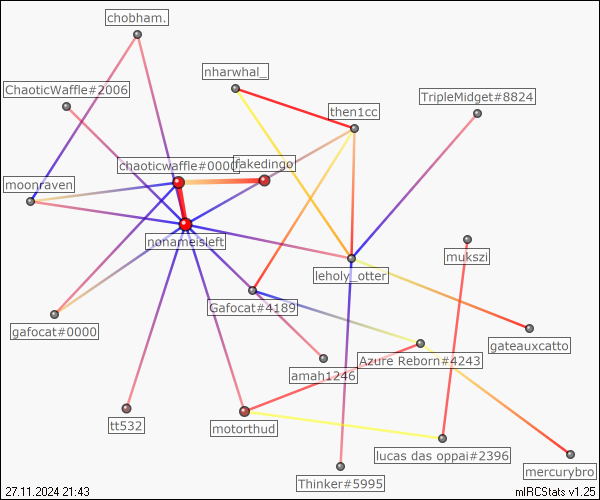 chobham.
nharwhal_
ChaoticWaffle#2006
TripleMidget#8824
then1cc
chaoticwaffle#0000
fakedingo
moonraven
nonameisleft
mukszi
leholy_otter
Gafocat#4189
gafocat#0000
gateauxcatto
Azure Reborn#4243
amah1246
tt532
motorthud
lucas das oppai#2396
mercurybro
Thinker#5995
27.11.2024 21:43
mIRCStats v1.25